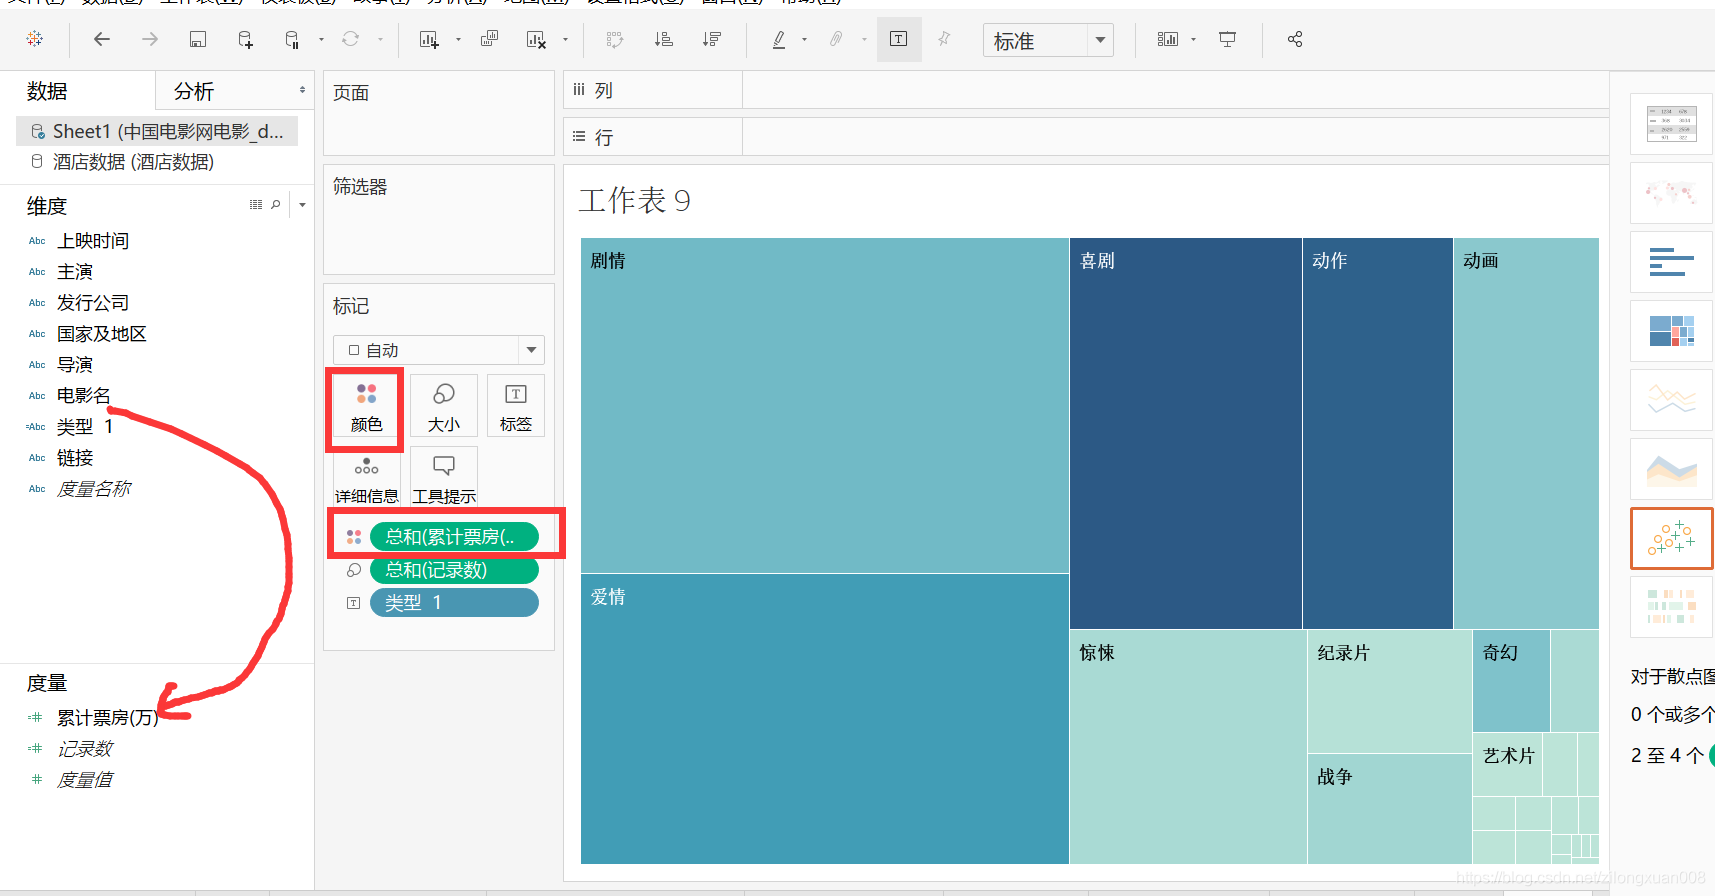 标准
数据
分析
Sheet1 (中国电影网电影_d...
酒店数据 (酒店数据)
维度
Abc 上映时间
Abc 主演
Abc 发行公司
Abc 国家及地区
Abc 导演
Abc 电影名
=Abc 类型 1
Abc 链接
Abc 度量名称
度量
累计票房(万)
记录数
度量值
页面
筛选器
标记
自动
颜色
大小
标签
详细信息
工具提示
总和(累计票房(..
总和(记录数)
类型 1
列
行
工作表 9
剧情
喜剧
动作
动画
爱情
惊悚
纪录片
奇幻
战争
艺术片
对于散点图
0 个或多个
2 至 4 个
https://blog.csdn.net/zilongxuan008